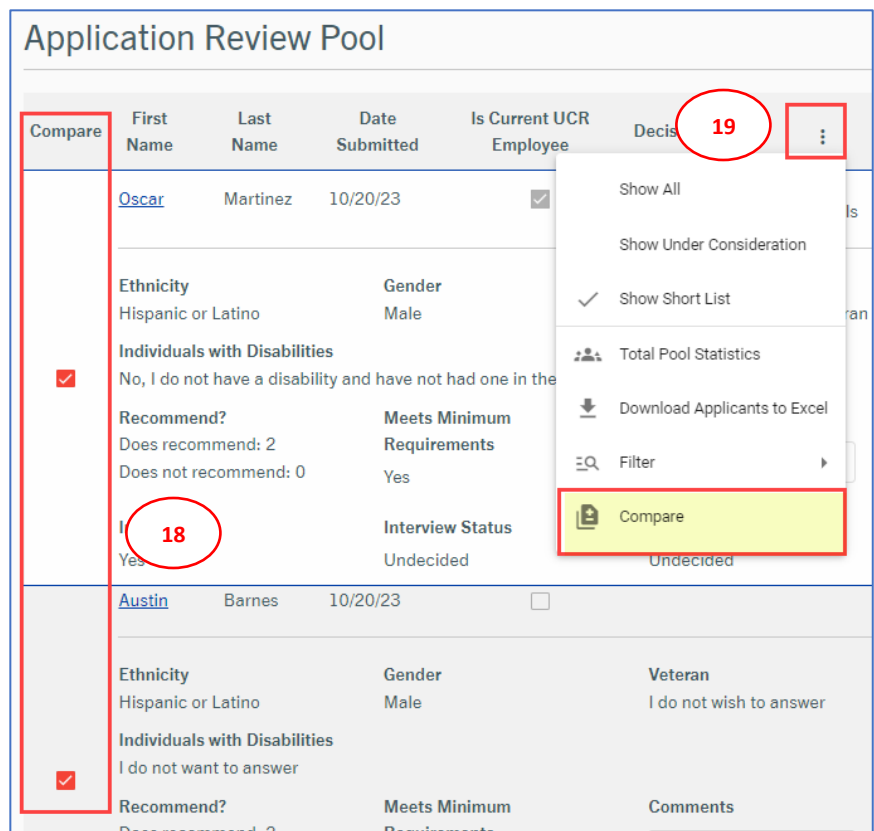 Application Review Pool
Compare
First
Name
Last
Name
Date
Submitted
Is Current UCR
Employee
19
Show All
Show Under Consideration
Show Short List
Total Pool Statistics
Download Applicants to Excel
Filter
Compare
Oscar Martinez 10/20/23
Ethnicity Gender
Hispanic or Latino Male
Individuals with Disabilities
No, I do not have a disability and have not had one in the
Recommend? Meets Minimum
Does recommend: 2 Requirements
Does not recommend: 0 Yes
18
Interview Status
Yes Undecided Undecided
Austin Barnes 10/20/23
Ethnicity Gender Veteran
Hispanic or Latino Male I do not wish to answer
Individuals with Disabilities
I do not want to answer
Recommend? Meets Minimum Comments